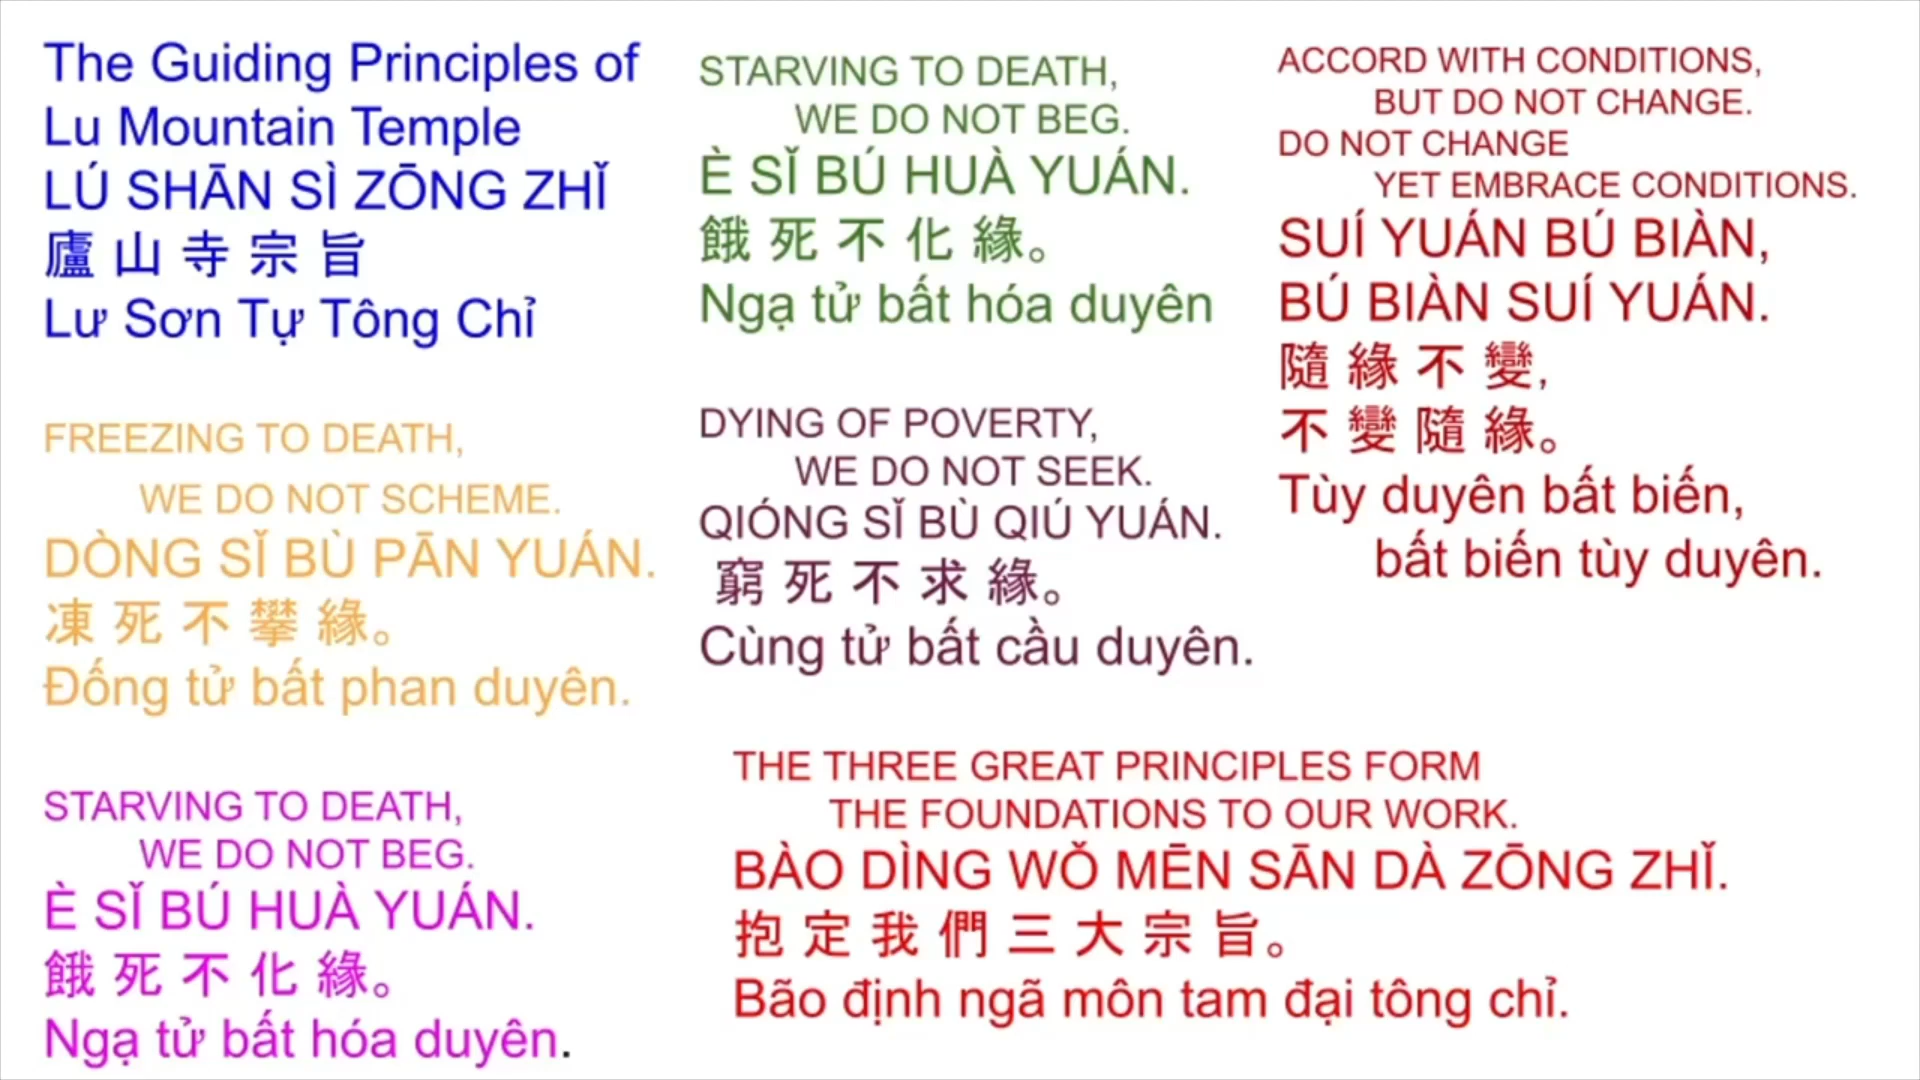 The Guiding Principles of
Lu Mountain Temple
LÚ SHĀN SÌ ZŌNG ZHǏ
廬 山 寺 宗 旨
Lư Sơn Tự Tông Chỉ
FREEZING TO DEATH,
WE DO NOT SCHEME.
DÒNG SǏ BÙ PĀN YUÁN.
凍 死 不 攀 緣。
Đống tử bất phan duyên.
STARVING TO DEATH,
WE DO NOT BEG.
È SǏ BÚ HUÀ YUÁN.
餓 死 不 化 緣。
Ngạ tử bất hóa duyên.
STARVING TO DEATH,
WE DO NOT BEG.
È SǏ BÚ HUÀ YUÁN.
餓 死 不 化 緣。
Ngạ tử bất hóa duyên
DYING OF POVERTY,
WE DO NOT SEEK.
QIÓNG SǏ BÙ QIÚ YUÁN.
窮 死 不 求 緣。
Cùng tử bất cầu duyên.
ACCORD WITH CONDITIONS,
BUT DO NOT CHANGE.
DO NOT CHANGE
YET EMBRACE CONDITIONS.
SUÍ YUÁN BÚ BIÀN,
BÚ BIÀN SUÍ YUÁN.
隨 緣 不 變,
不 變 隨 緣。
Tùy duyên bất biến,
bất biến tùy duyên.
THE THREE GREAT PRINCIPLES FORM
THE FOUNDATIONS TO OUR WORK.
BÀO DÌNG WǑ MĒN SĀN DÀ ZŌNG ZHǏ.
抱 定 我 們 三 大 宗 旨。
Bão định ngã môn tam đại tông chỉ.